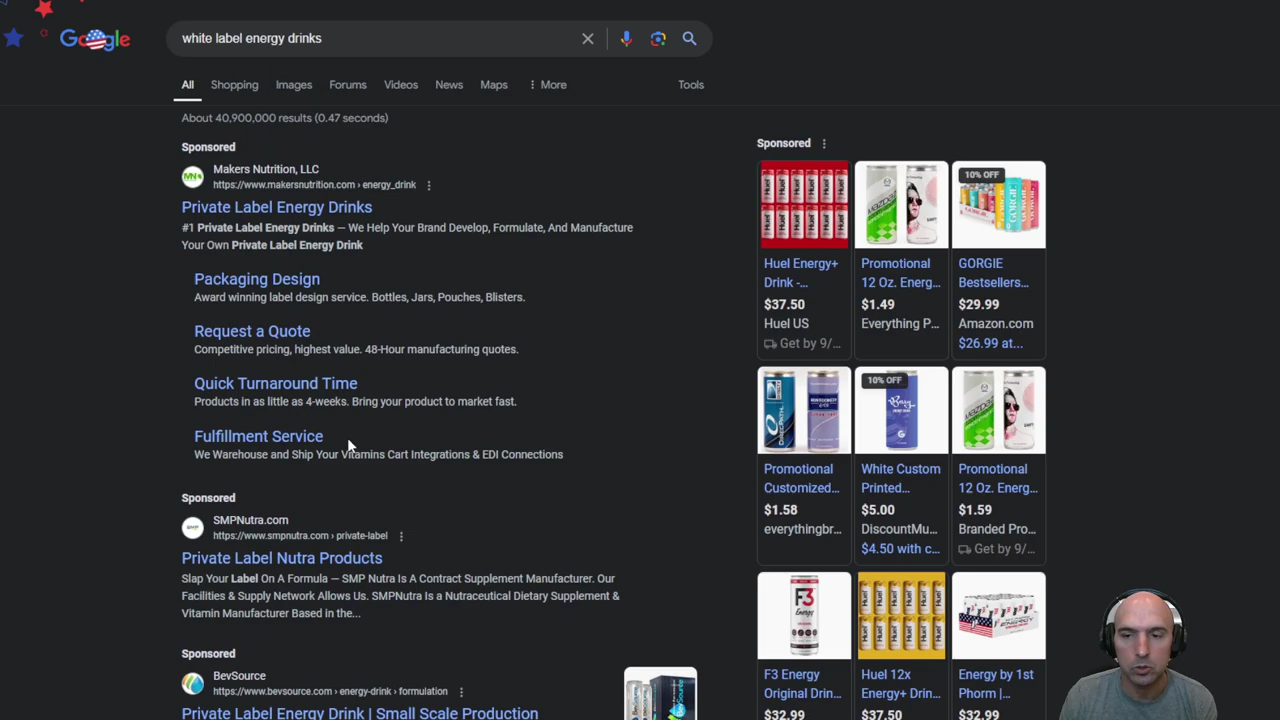 Google
white label energy drinks
All Shopping Images Forums Videos News Maps More Tools
About 40,900,000 results (0.47 seconds)
Sponsored
Makers Nutrition, LLC
https://www.makersnutrition.com › energy_drink
Private Label Energy Drinks
#1 Private Label Energy Drinks — We Help Your Brand Develop, Formulate, And Manufacture
Your Own Private Label Energy Drink
Packaging Design
Award winning label design service. Bottles, Jars, Pouches, Blisters.
Request a Quote
Competitive pricing, highest value. 48-Hour manufacturing quotes.
Quick Turnaround Time
Products in as little as 4-weeks. Bring your product to market fast.
Fulfillment Service
We Warehouse and Ship Your Vitamins Cart Integrations & EDI Connections
Sponsored
SMPNutra.com
https://www.smpnutra.com › private-label
Private Label Nutra Products
Slap Your Label On A Formula — SMP Nutra Is A Contract Supplement Manufacturer. Our
Facilities & Supply Network Allows Us. SMPNutra Is a Nutraceutical Dietary Supplement &
Vitamin Manufacturer Based in the...
Sponsored
BevSource
https://www.bevsource.com › energy-drink › formulation
Private Label Energy Drink | Small Scale Production
Sponsored
10% OFF
Huel Energy+
Drink -...
$37.50
Huel US
Get by 9/...
Promotional
12 Oz. Energ...
$1.49
Everything P...
GORGIE
Bestsellers...
$29.99
Amazon.com
$26.99 at...
10% OFF
Promotional
Customized...
$1.58
everythingbr...
White Custom
Printed...
$5.00
DiscountMu...
$4.50 with c...
Promotional
12 Oz. Energ...
$1.59
Branded Pro...
Get by 9/...
F3
Energy
ENERGY
F3 Energy
Original Drin...
$32.99
Huel 12x
Energy+ Drin...
$37.50
Energy by 1st
Phorm |...
$32.99